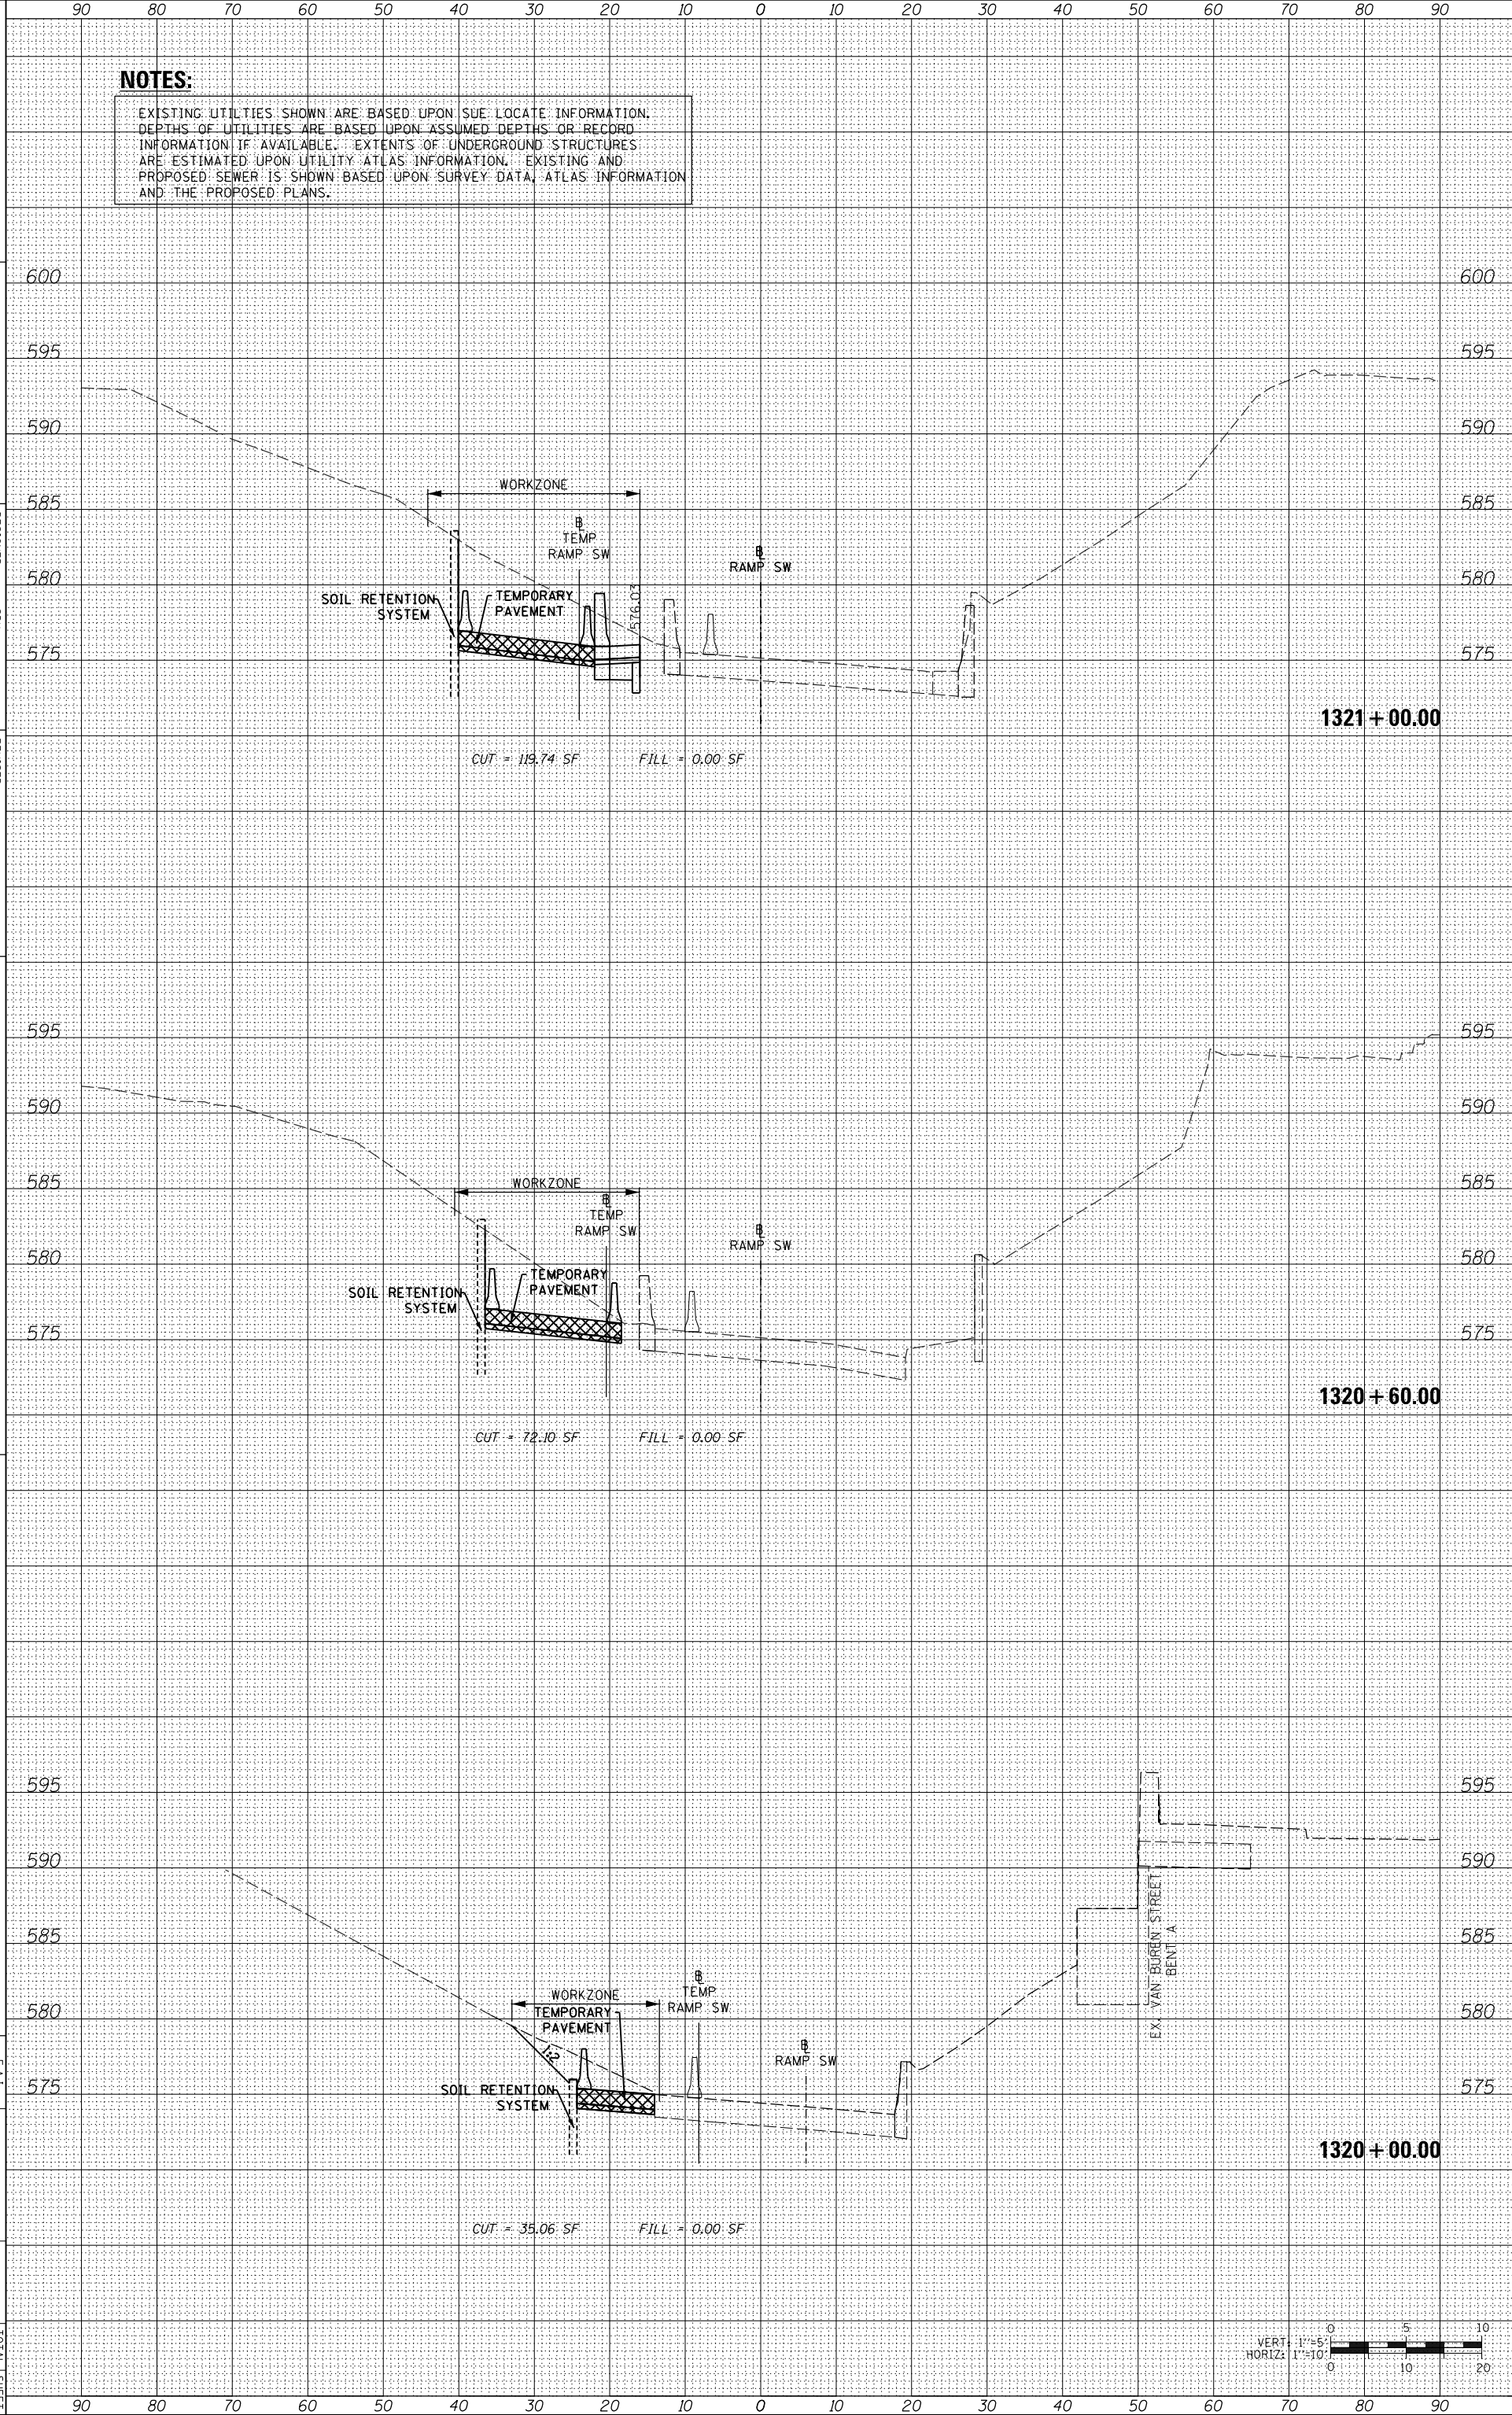 90 80 70 60 50 40 30 20 10 0 10 20 30 40 50 60 70 80 90
NOTES:
EXISTING UTILTIES SHOWN ARE BASED UPON SUE LOCATE INFORMATION.
DEPTHS OF UTILITIES ARE BASED UPON ASSUMED DEPTHS OR RECORD
INFORMATION IF AVAILABLE. EXTENTS OF UNDERGROUND STRUCTURES
ARE ESTIMATED UPON UTILITY ATLAS INFORMATION. EXISTING AND
PROPOSED SEWER IS SHOWN BASED UPON SURVEY DATA, ATLAS INFORMATION
AND THE PROPOSED PLANS.
600 600
595 595
590 590
585 585
WORKZONE
TEMP
RAMP SW
RAMP SW
580 580
576.03
SOIL RETENTION
SYSTEM
TEMPORARY
PAVEMENT
575 575
1321+00.00
CUT = 119.74 SF FILL = 0.00 SF
595 595
590 590
585 585
WORKZONE
TEMP
RAMP SW
RAMP SW
580 580
TEMPORARY
PAVEMENT
SOIL RETENTION
SYSTEM
575 575
1320+60.00
CUT = 72.10 SF FILL = 0.00 SF
595 595
590 590
EX. VAN BUREN STREET
BENT A
585 585
580 580
WORKZONE
TEMP
RAMP SW
TEMPORARY
PAVEMENT
RAMP SW
1:2
575 575
SOIL RETENTION
SYSTEM
1320+00.00
CUT = 35.06 SF FILL = 0.00 SF
0 5 10
VERT: 1"=5'
HORIZ: 1"=10'
0 10 20
90 80 70 60 50 40 30 20 10 0 10 20 30 40 50 60 70 80 90